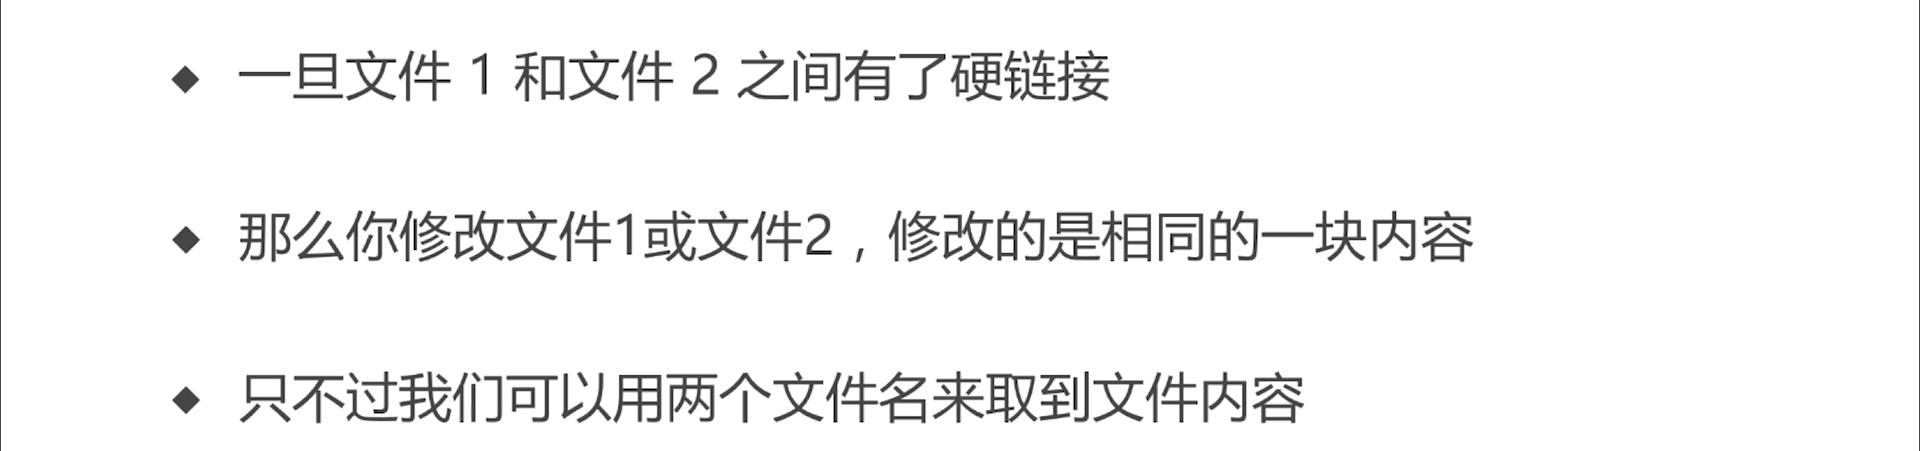 ◆ 一旦文件 1 和文件 2 之间有了硬链接
◆ 那么你修改文件1或文件2，修改的是相同的一块内容
◆ 只不过我们可以用两个文件名来取到文件内容